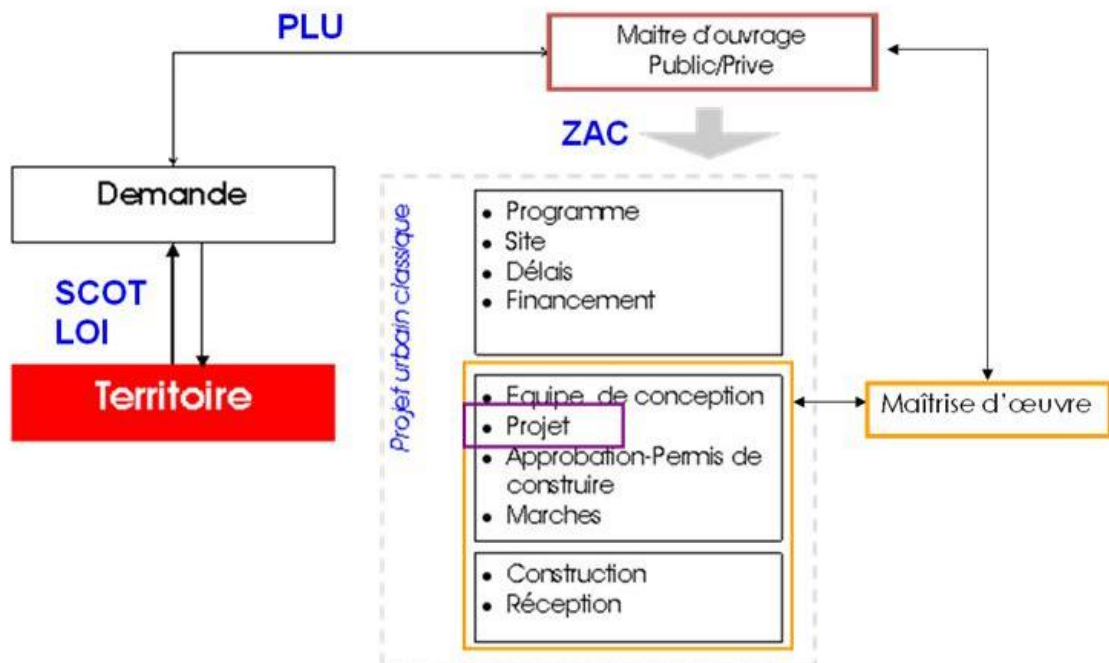 PLU
Maitre d'ouvrage
Public/Prive
ZAC
Demande
SCOT
LOI
Territoire
Projet urbain classique
• Programme
• Site
• Délais
• Financement
• Equipe de conception
• Projet
• Approbation-Permis de
construire
• Marches
• Construction
• Réception
Maîtrise d'œuvre